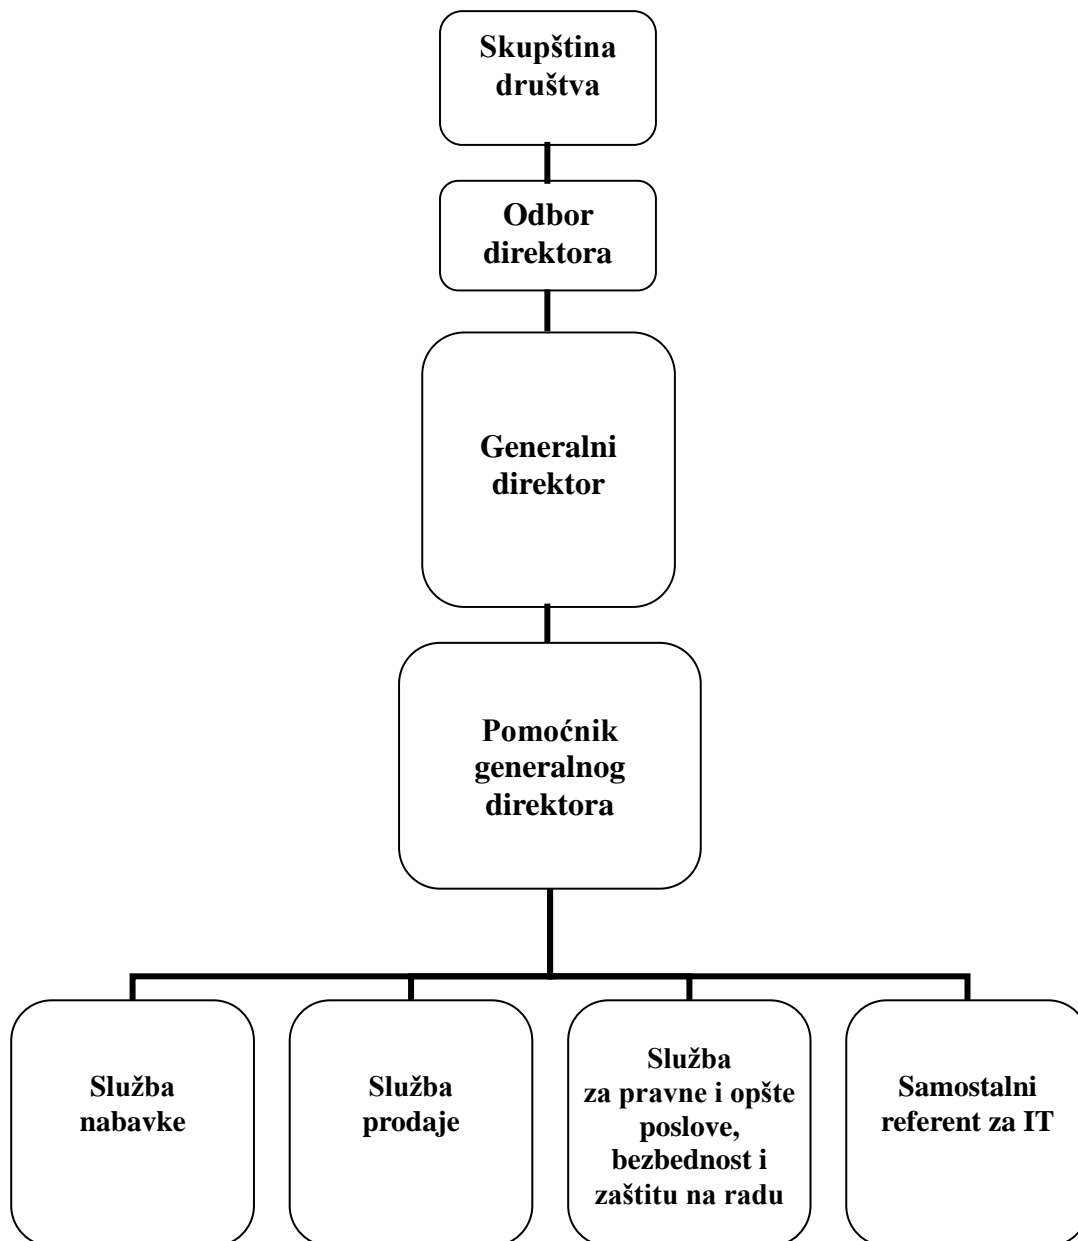 Skupština
društva
Odbor
direktora
Generalni
direktor
Pomoćnik
generalnog
direktora
Služba
nabavke
Služba
prodaje
Služba
za pravne i opšte
poslove,
bezbednost i
zaštitu na radu
Samostalni
referent za IT